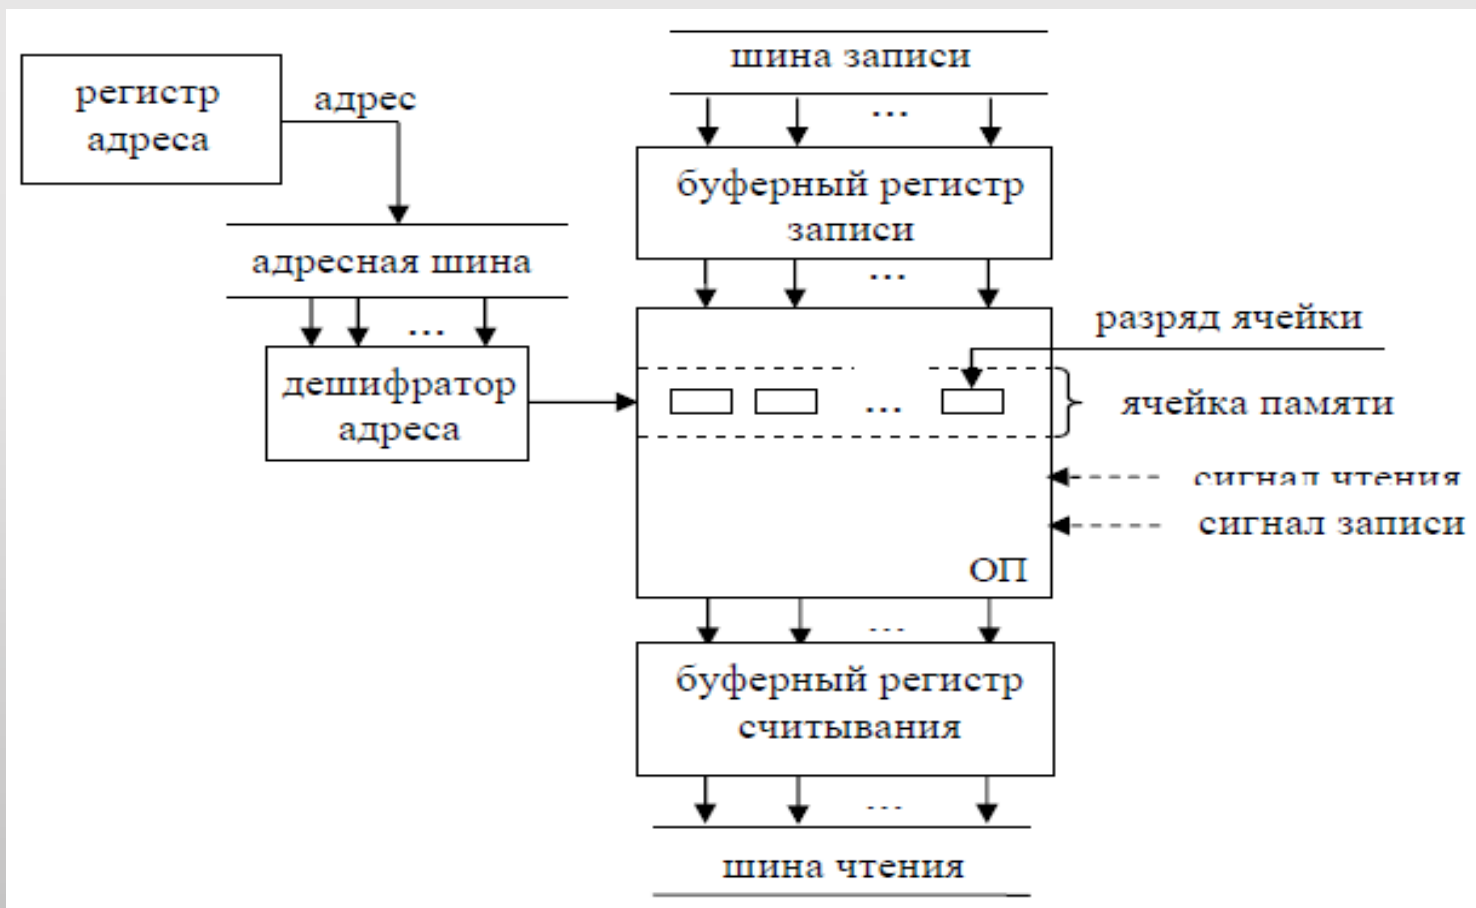 шина записи
регистр
адреса
адрес
...
буферный регистр
записи
адресная шина
...
...
разряд ячейки
дешифратор
адреса
...
ячейка памяти
сигнал чтения
сигнал записи
ОП
...
буферный регистр
считывания
...
шина чтения